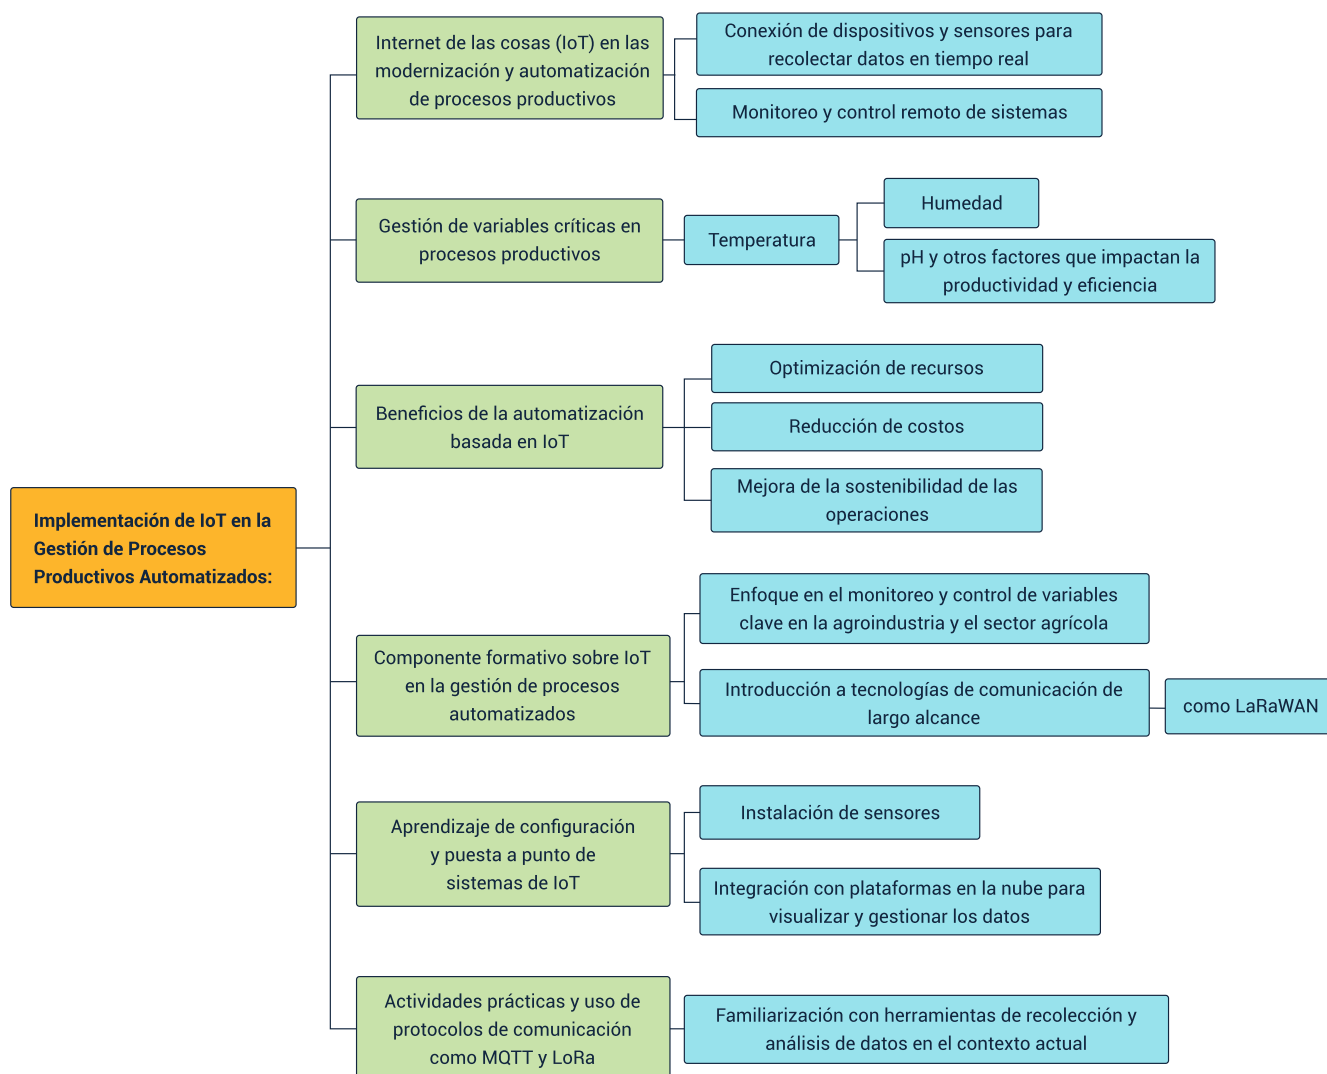 Internet de las cosas (IoT) en las
modernización y automatización
de procesos productivos
Conexión de dispositivos y sensores para
recolectar datos en tiempo real
Monitoreo y control remoto de sistemas
Gestión de variables críticas en
procesos productivos
Temperatura
Humedad
pH y otros factores que impactan la
productividad y eficiencia
Beneficios de la automatización
basada en IoT
Optimización de recursos
Reducción de costos
Mejora de la sostenibilidad de las
operaciones
Implementación de IoT en la
Gestión de Procesos
Productivos Automatizados:
Componente formativo sobre IoT
en la gestión de procesos
automatizados
Enfoque en el monitoreo y control de variables
clave en la agroindustria y el sector agrícola
Introducción a tecnologías de comunicación de
largo alcance
como LaRaWAN
Aprendizaje de configuración
y puesta a punto de
sistemas de IoT
Instalación de sensores
Integración con plataformas en la nube para
visualizar y gestionar los datos
Actividades prácticas y uso de
protocolos de comunicación
como MQTT y LoRa
Familiarización con herramientas de recolección y
análisis de datos en el contexto actual